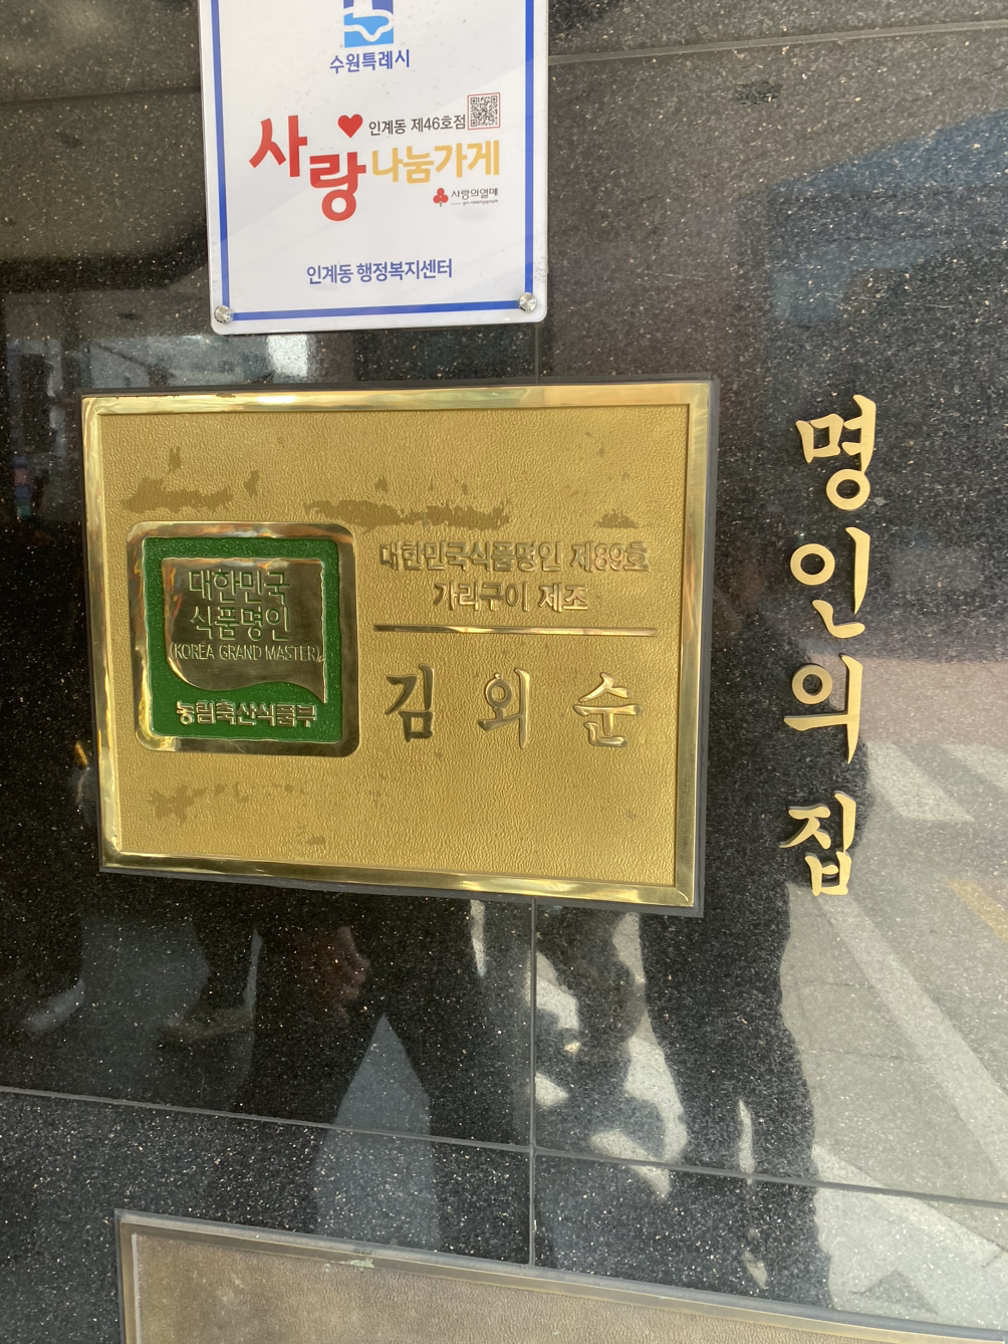 수원특례시
사랑
인계동 제46호점
나눔가게
사랑의열매
인계동 행정복지센터
대한민국
식품명인
(KOREA GRAND MASTER)
농림축산식품부
대한민국식품명인 제89호
가리구이 제조
김외순
명인의 집